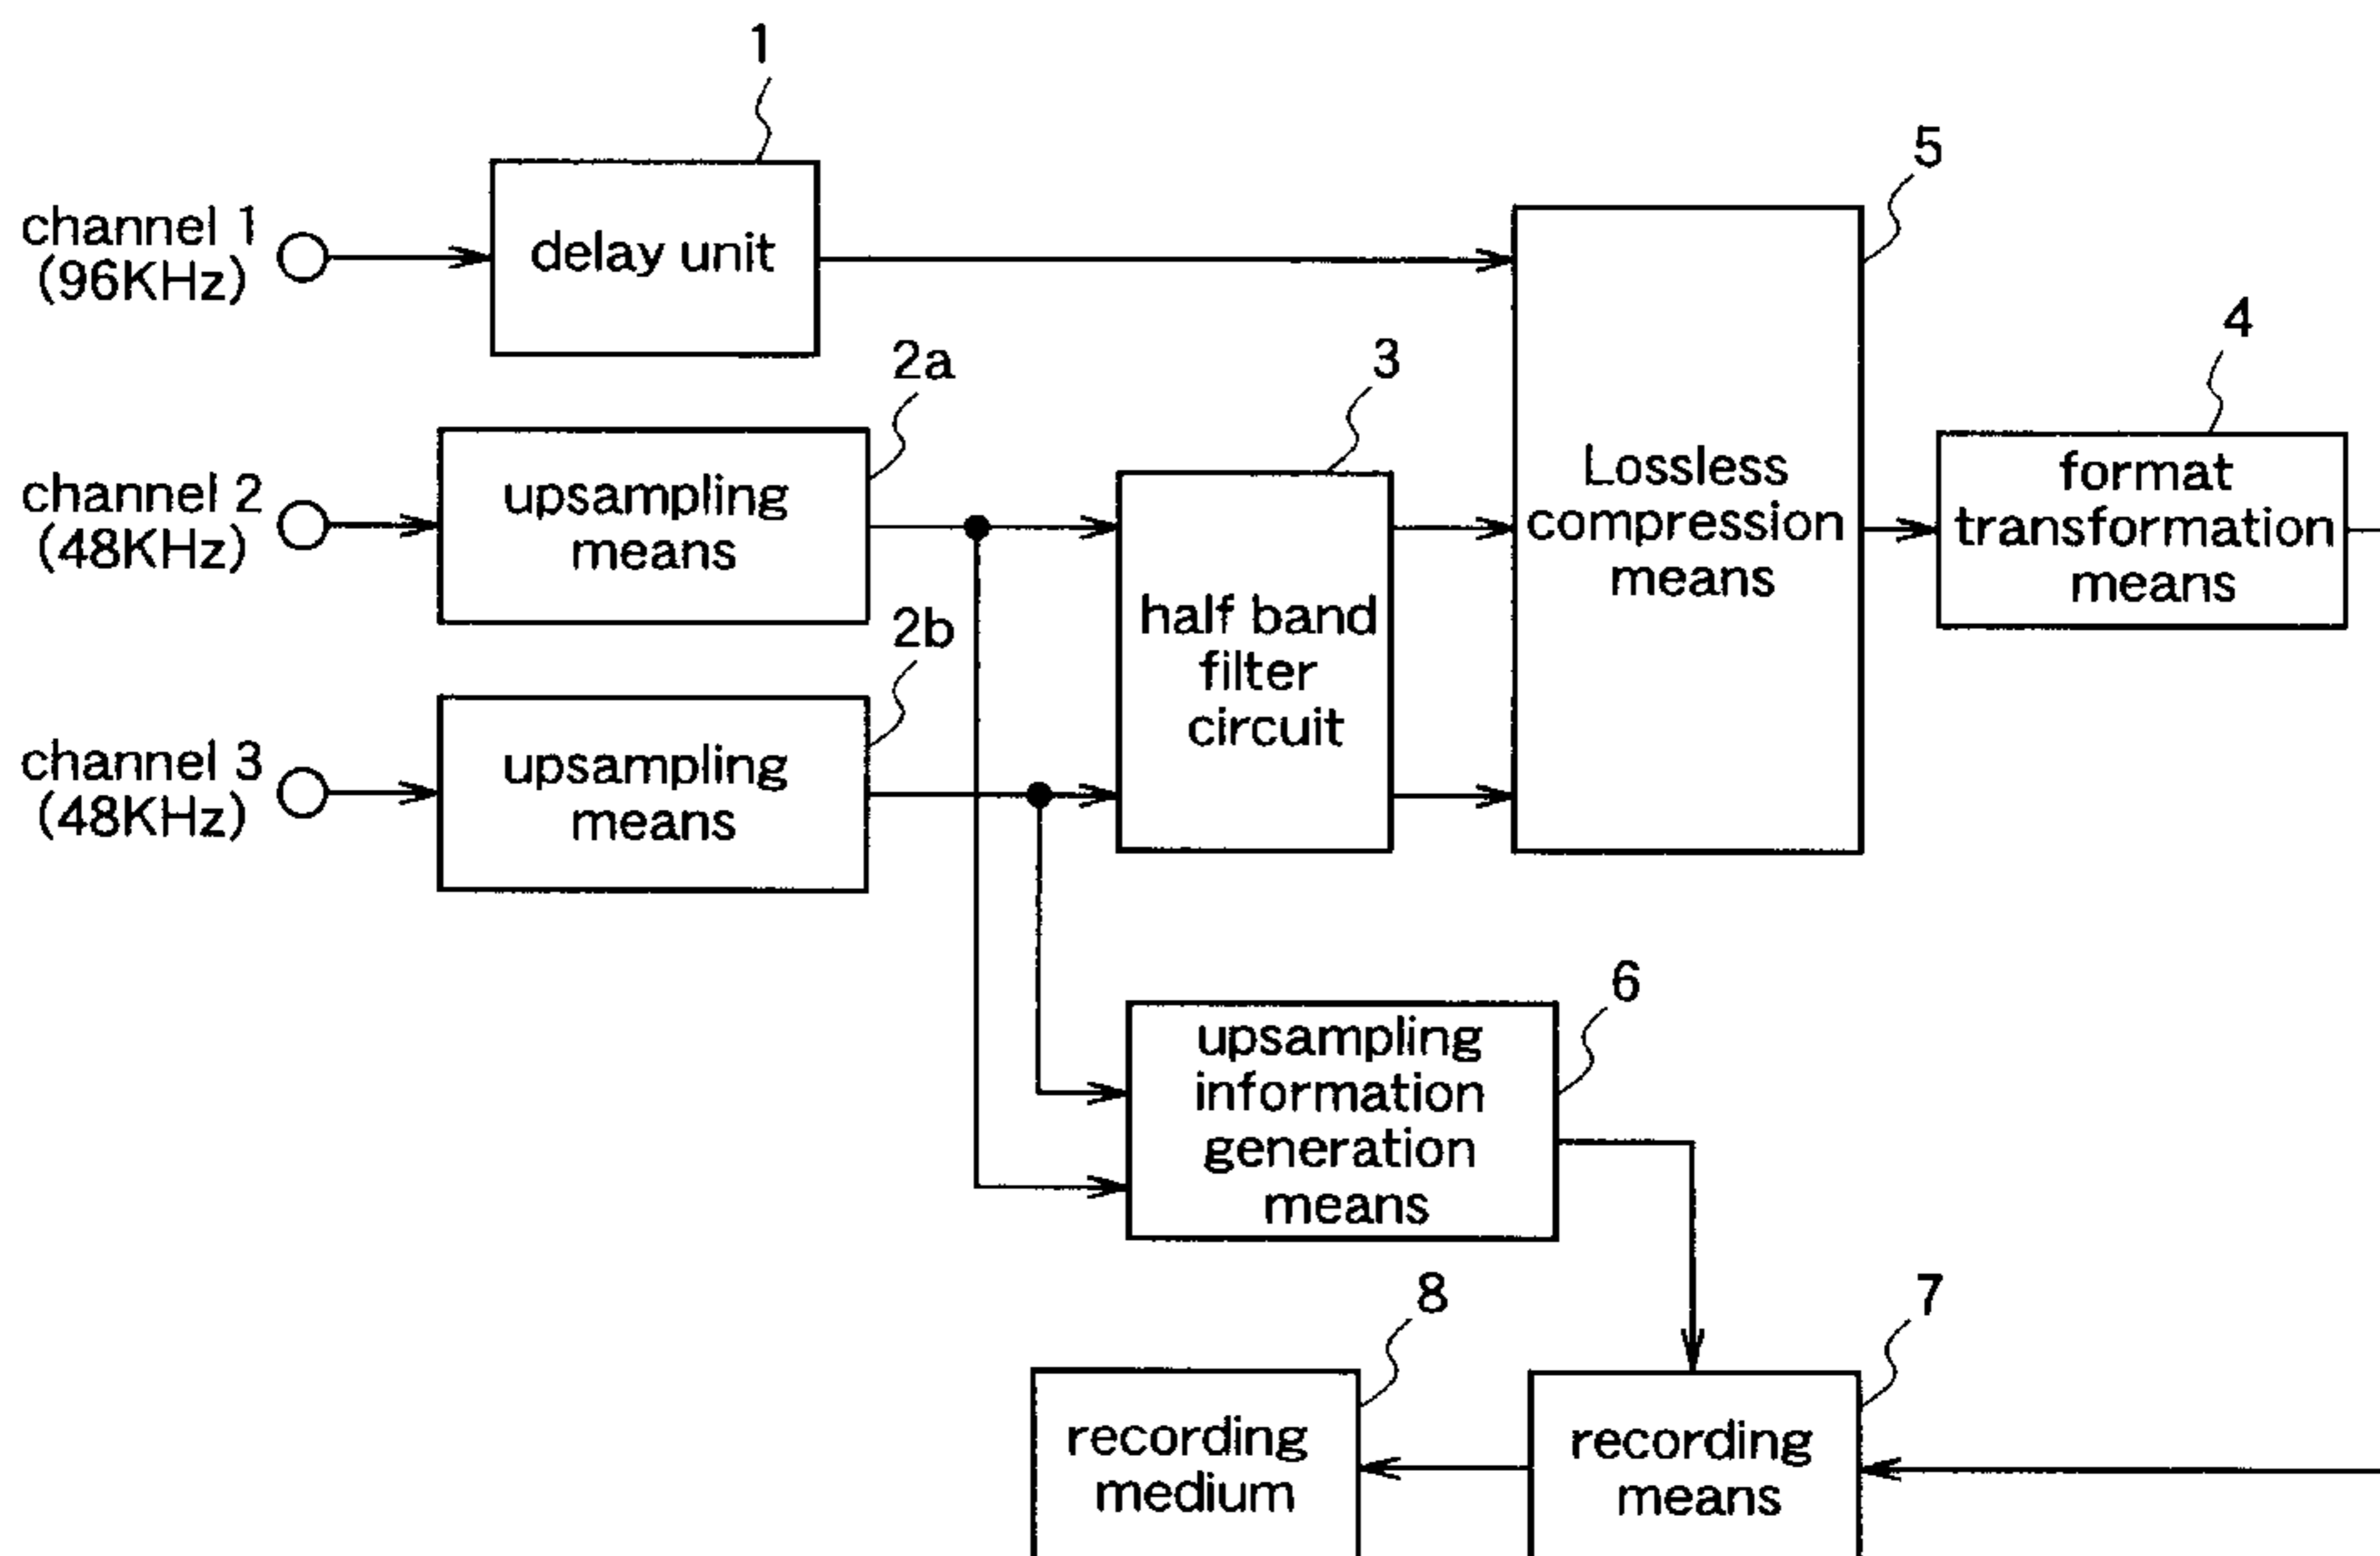 1
channel 1
(96KHz)
delay unit
5
Lossless
compression
means
4
format
transformation
means
2a
channel 2
(48KHz)
upsampling
means
3
half band
filter
circuit
2b
channel 3
(48KHz)
upsampling
means
6
upsampling
information
generation
means
8
recording
medium
7
recording
means